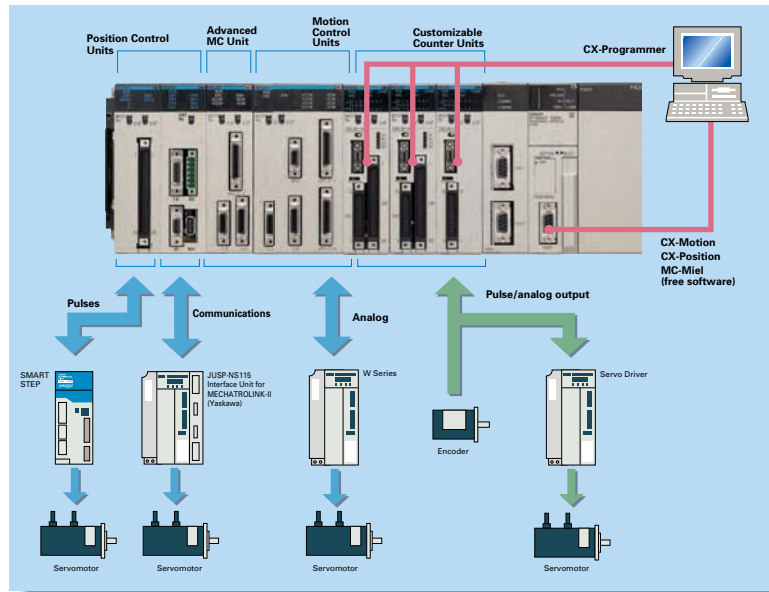 Position Control
Units
Advanced
MC Unit
Motion
Control
Units
Customizable
Counter Units
CX-Programmer
CX-Motion
CX-Position
MC-Miel
(free software)
Pulses
Communications
Analog
Pulse/analog output
SMART
STEP
JUSP-NS115
Interface Unit for
MECHATROLINK-II
(Yaskawa)
W Series
Servo Driver
Encoder
Servomotor
Servomotor
Servomotor
Servomotor